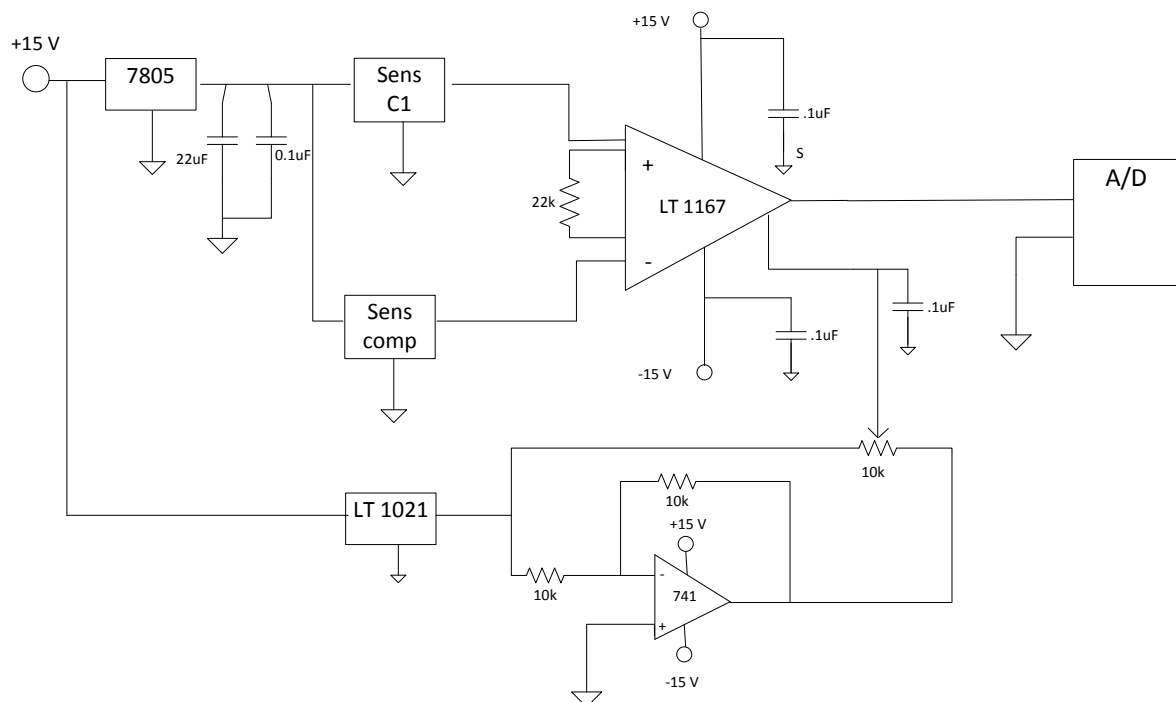 +15 V
+15 V
7805
Sens
C1
.1uF
22uF
0.1uF
S
A/D
+
22k
LT 1167
-
Sens
comp
.1uF
.1uF
-15 V
10k
LT 1021
10k
+15 V
-
10k
741
+
-15 V